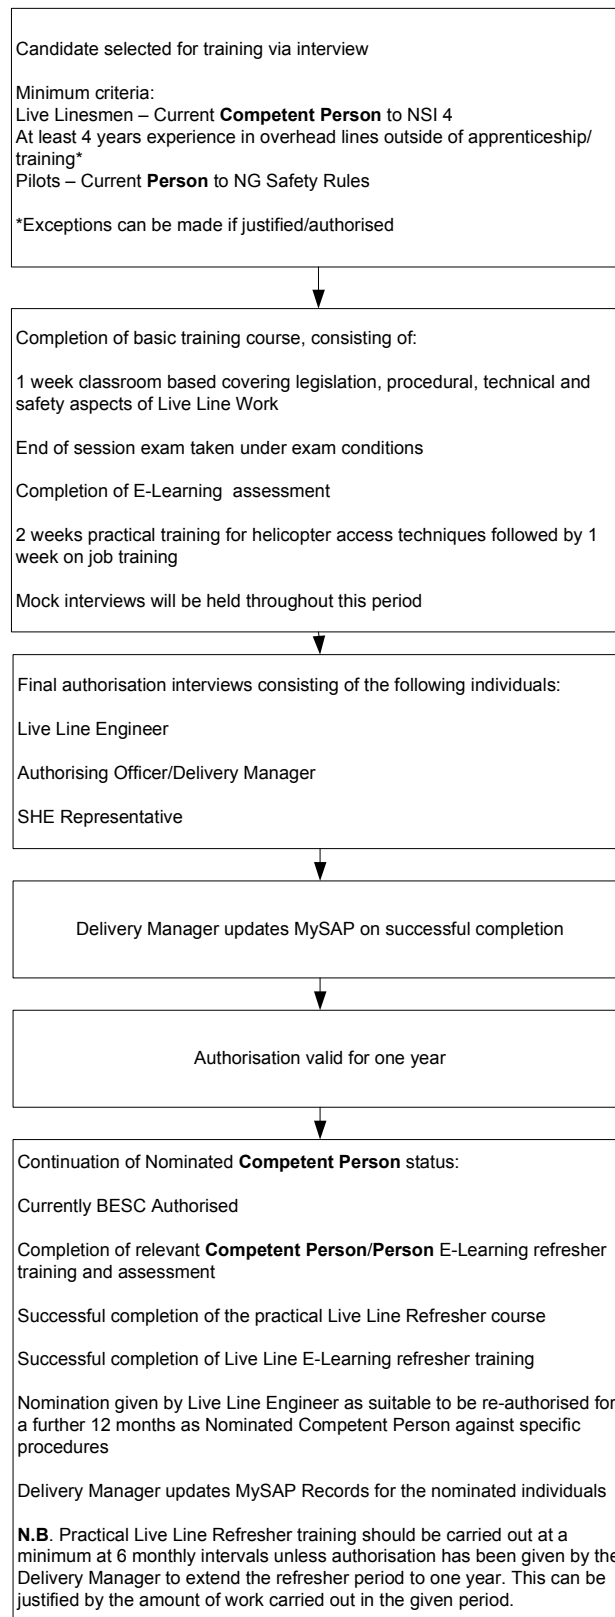 Candidate selected for training via interview
Minimum criteria:
Live Linesmen – Current Competent Person to NSI 4
At least 4 years experience in overhead lines outside of apprenticeship/
training*
Pilots – Current Person to NG Safety Rules
*Exceptions can be made if justified/authorised
Completion of basic training course, consisting of:
1 week classroom based covering legislation, procedural, technical and
safety aspects of Live Line Work
End of session exam taken under exam conditions
Completion of E-Learning assessment
2 weeks practical training for helicopter access techniques followed by 1
week on job training
Mock interviews will be held throughout this period
Final authorisation interviews consisting of the following individuals:
Live Line Engineer
Authorising Officer/Delivery Manager
SHE Representative
Delivery Manager updates MySAP on successful completion
Authorisation valid for one year
Continuation of Nominated Competent Person status:
Currently BESC Authorised
Completion of relevant Competent Person/Person E-Learning refresher
training and assessment
Successful completion of the practical Live Line Refresher course
Successful completion of Live Line E-Learning refresher training
Nomination given by Live Line Engineer as suitable to be re-authorised for
a further 12 months as Nominated Competent Person against specific
procedures
Delivery Manager updates MySAP Records for the nominated individuals
N.B. Practical Live Line Refresher training should be carried out at a
minimum at 6 monthly intervals unless authorisation has been given by the
Delivery Manager to extend the refresher period to one year. This can be
justified by the amount of work carried out in the given period.